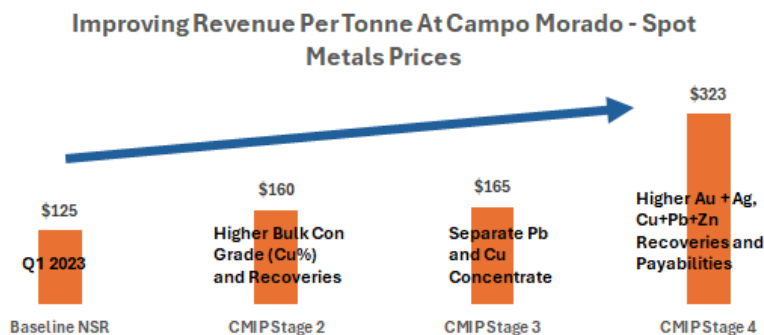 Improving Revenue Per Tonne At Campo Morado - Spot
Metals Prices
$323
$160
$165
$125
Higher Au + Ag,
Cu+Pb+Zn
Recoveries and
Payabilities
Higher Bulk Con
Grade (Cu%)
and Recoveries
Separate Pb
and Cu
Concentrate
Q1 2023
Baseline NSR
CMIP Stage 2
CMIP Stage 3
CMIP Stage 4